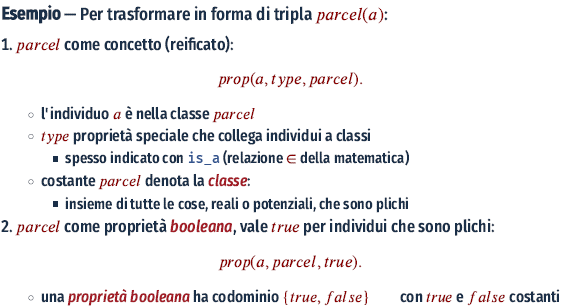 Esempio — Per trasformare in forma di tripla parcel(a):
1. parcel come concetto (reificato):
prop(a, type, parcel).
◦ l'individuo a è nella classe parcel
◦ type proprietà speciale che collega individui a classi
▪ spesso indicato con is_a (relazione ∈ della matematica)
◦ costante parcel denota la classe:
▪ insieme di tutte le cose, reali o potenziali, che sono plichi
2. parcel come proprietà booleana, vale true per individui che sono plichi:
prop(a, parcel, true).
◦ una proprietà booleana ha codominio {true, false} con true e false costanti